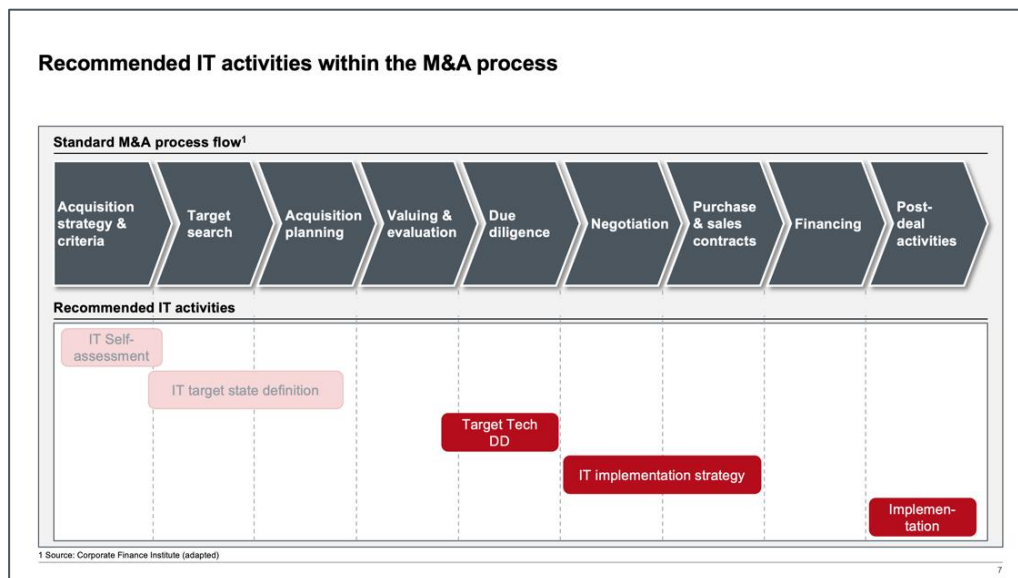 Recommended IT activities within the M&A process
Standard M&A process flow¹
Acquisition
strategy &
criteria
Target
search
Acquisition
planning
Valuing &
evaluation
Due
diligence
Negotiation
Purchase
& sales
contracts
Financing
Post-
deal
activities
Recommended IT activities
IT Self-
assessment
IT target state definition
Target Tech
DD
IT implementation strategy
Implemen-
tation
1 Source: Corporate Finance Institute (adapted)
7